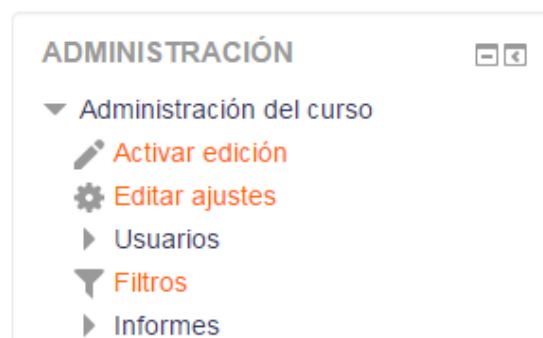 ADMINISTRACIÓN
Administración del curso
Activar edición
Editar ajustes
Usuarios
Filtros
Informes